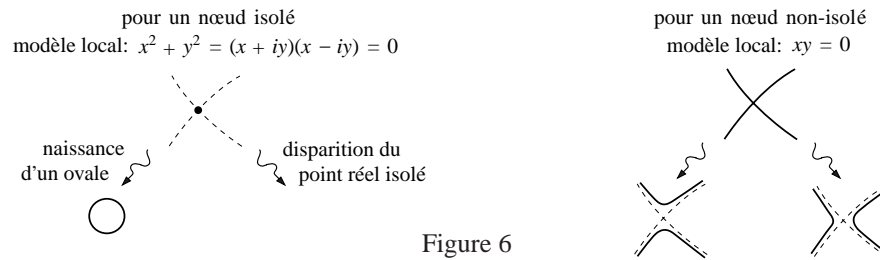 pour un nœud isolé
modèle local: x² + y² = (x + iy)(x − iy) = 0
naissance
d'un ovale
disparition du
point réel isolé
pour un nœud non-isolé
modèle local: xy = 0
Figure 6